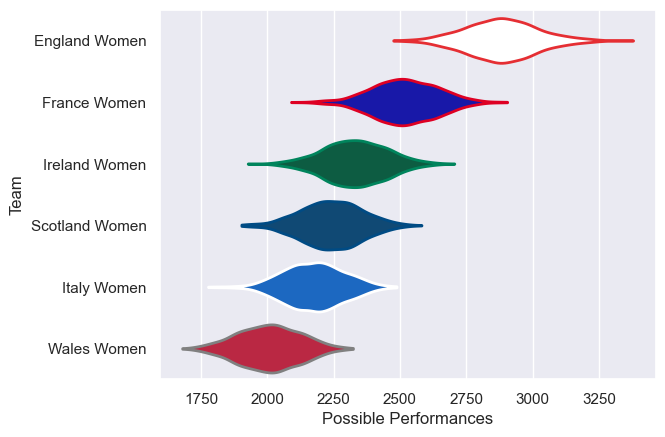 England Women
France Women
Ireland Women
Scotland Women
Italy Women
Wales Women
Team
1750 2000 2250 2500 2750 3000 3250
Possible Performances